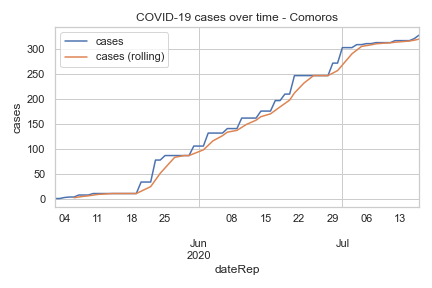 COVID-19 cases over time - Comoros
cases
cases (rolling)
cases
300
250
200
150
100
50
0
04 11 18 25 08 15 22 29 06 13
Jun Jul
2020
dateRep